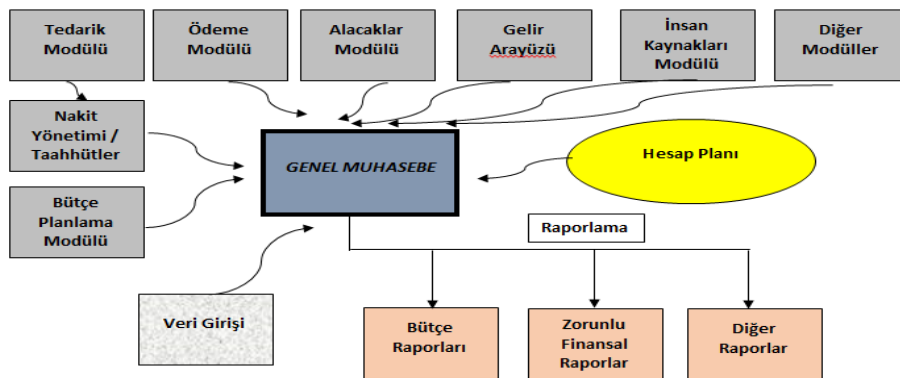 Tedarik
Modülü
Ödeme
Modülü
Alacaklar
Modülü
Gelir
Arayüzü
İnsan
Kaynakları
Modülü
Diğer
Modüller
Nakit
Yönetimi /
Taahhütler
GENEL MUHASEBE
Hesap Planı
Bütçe
Planlama
Modülü
Raporlama
Veri Girişi
Bütçe
Raporları
Zorunlu
Finansal
Raporlar
Diğer
Raporlar